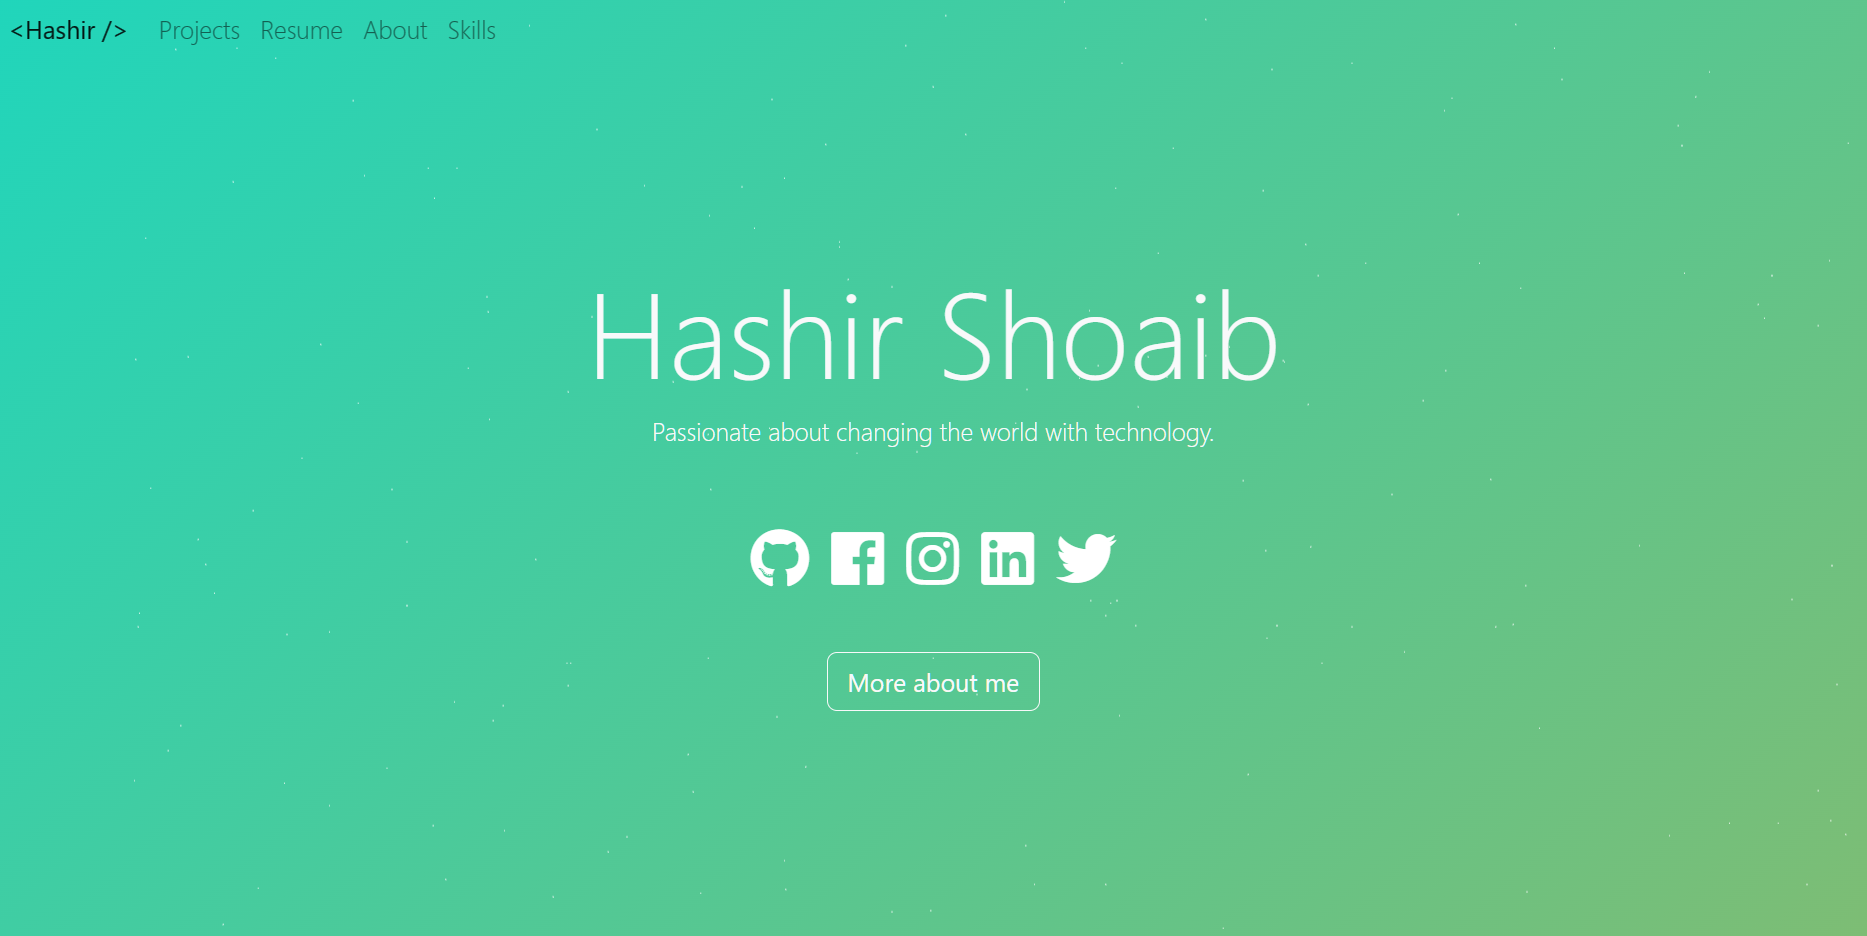 <Hashir /> Projects Resume About Skills
Hashir Shoaib
Passionate about changing the world with technology.
More about me